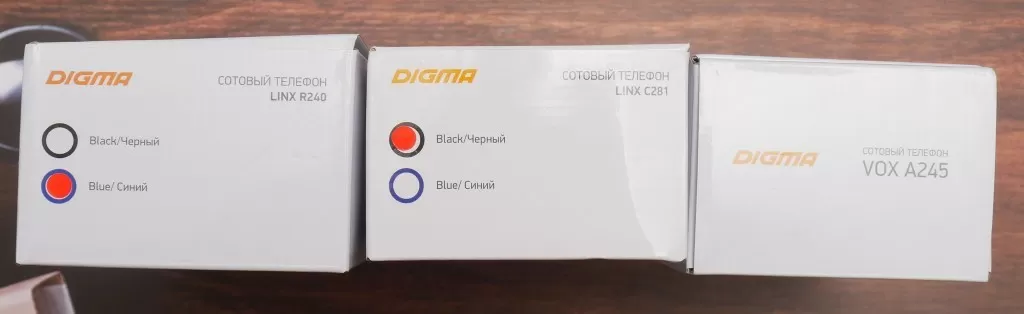 DIGMA
СОТОВЫЙ ТЕЛЕФОН
LINX R240
Black/Черный
Blue/ Синий
DIGMA
СОТОВЫЙ ТЕЛЕФОН
LINX C281
Black/Черный
Blue/ Синий
DIGMA
СОТОВЫЙ ТЕЛЕФОН
VOX A245